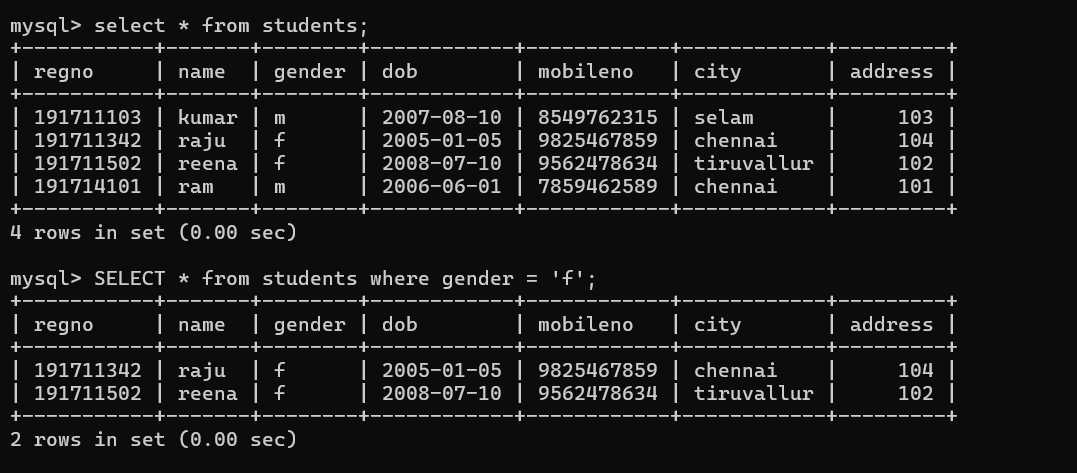 mysql> select * from students;
+-----------+-------+--------+------------+------------+------------+---------+
| regno     | name  | gender | dob        | mobileno   | city       | address |
+-----------+-------+--------+------------+------------+------------+---------+
| 191711103 | kumar | m      | 2007-08-10 | 8549762315 | selam      |     103 |
| 191711342 | raju  | f      | 2005-01-05 | 9825467859 | chennai    |     104 |
| 191711502 | reena | f      | 2008-07-10 | 9562478634 | tiruvallur |     102 |
| 191714101 | ram   | m      | 2006-06-01 | 7859462589 | chennai    |     101 |
+-----------+-------+--------+------------+------------+------------+---------+
4 rows in set (0.00 sec)

mysql> SELECT * from students where gender = 'f';
+-----------+-------+--------+------------+------------+------------+---------+
| regno     | name  | gender | dob        | mobileno   | city       | address |
+-----------+-------+--------+------------+------------+------------+---------+
| 191711342 | raju  | f      | 2005-01-05 | 9825467859 | chennai    |     104 |
| 191711502 | reena | f      | 2008-07-10 | 9562478634 | tiruvallur |     102 |
+-----------+-------+--------+------------+------------+------------+---------+
2 rows in set (0.00 sec)